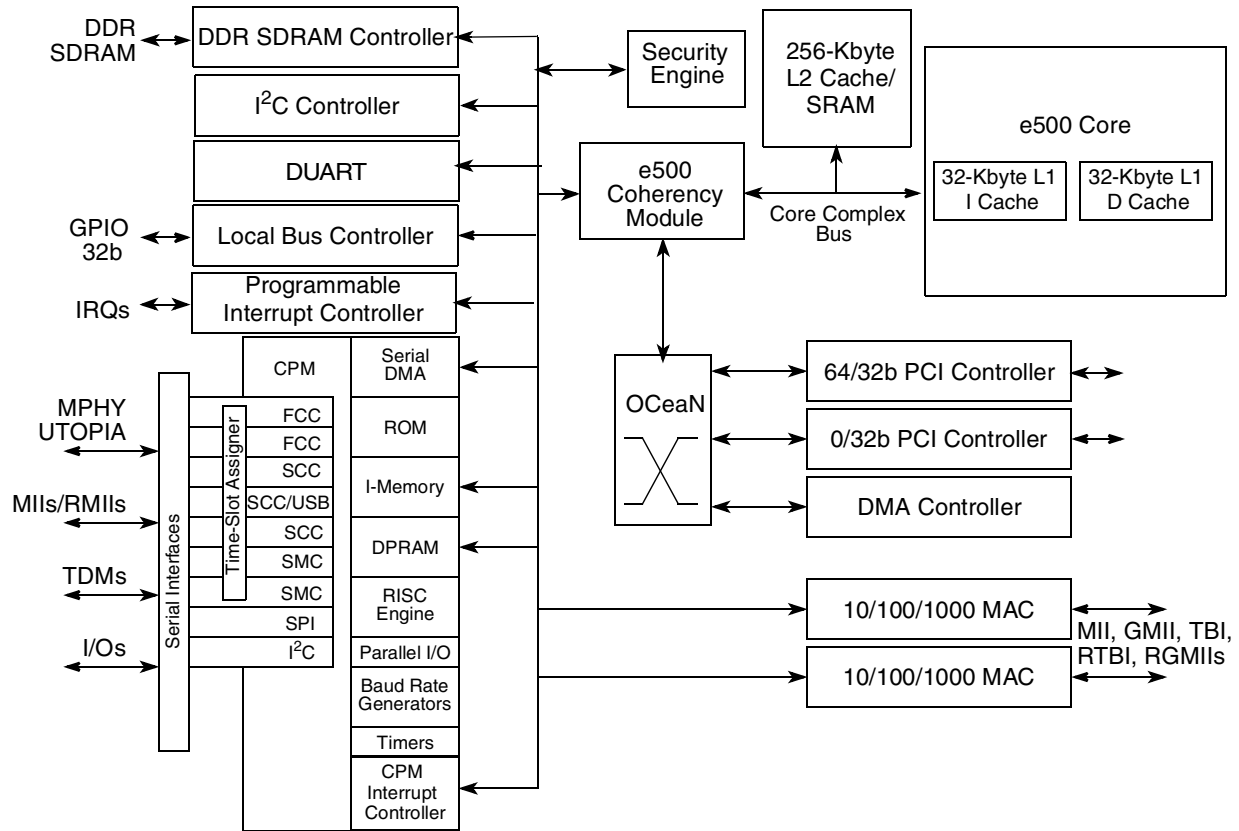 DDR
SDRAM
DDR SDRAM Controller
I²C Controller
DUART
GPIO
32b
Local Bus Controller
IRQs
Programmable
Interrupt Controller
Security
Engine
256-Kbyte
L2 Cache/
SRAM
e500 Core
32-Kbyte L1
I Cache
32-Kbyte L1
D Cache
e500
Coherency
Module
Core Complex
Bus
MPHY
UTOPIA
MIIs/RMIIs
TDMs
I/Os
Serial Interfaces
Time-Slot Assigner
CPM
FCC
FCC
SCC
SCC/USB
SCC
SMC
SMC
SPI
I²C
Serial
DMA
ROM
I-Memory
DPRAM
RISC
Engine
Parallel I/O
Baud Rate
Generators
Timers
CPM
Interrupt
Controller
OCeaN
64/32b PCI Controller
0/32b PCI Controller
DMA Controller
10/100/1000 MAC
10/100/1000 MAC
MII, GMII, TBI,
RTBI, RGMIIs